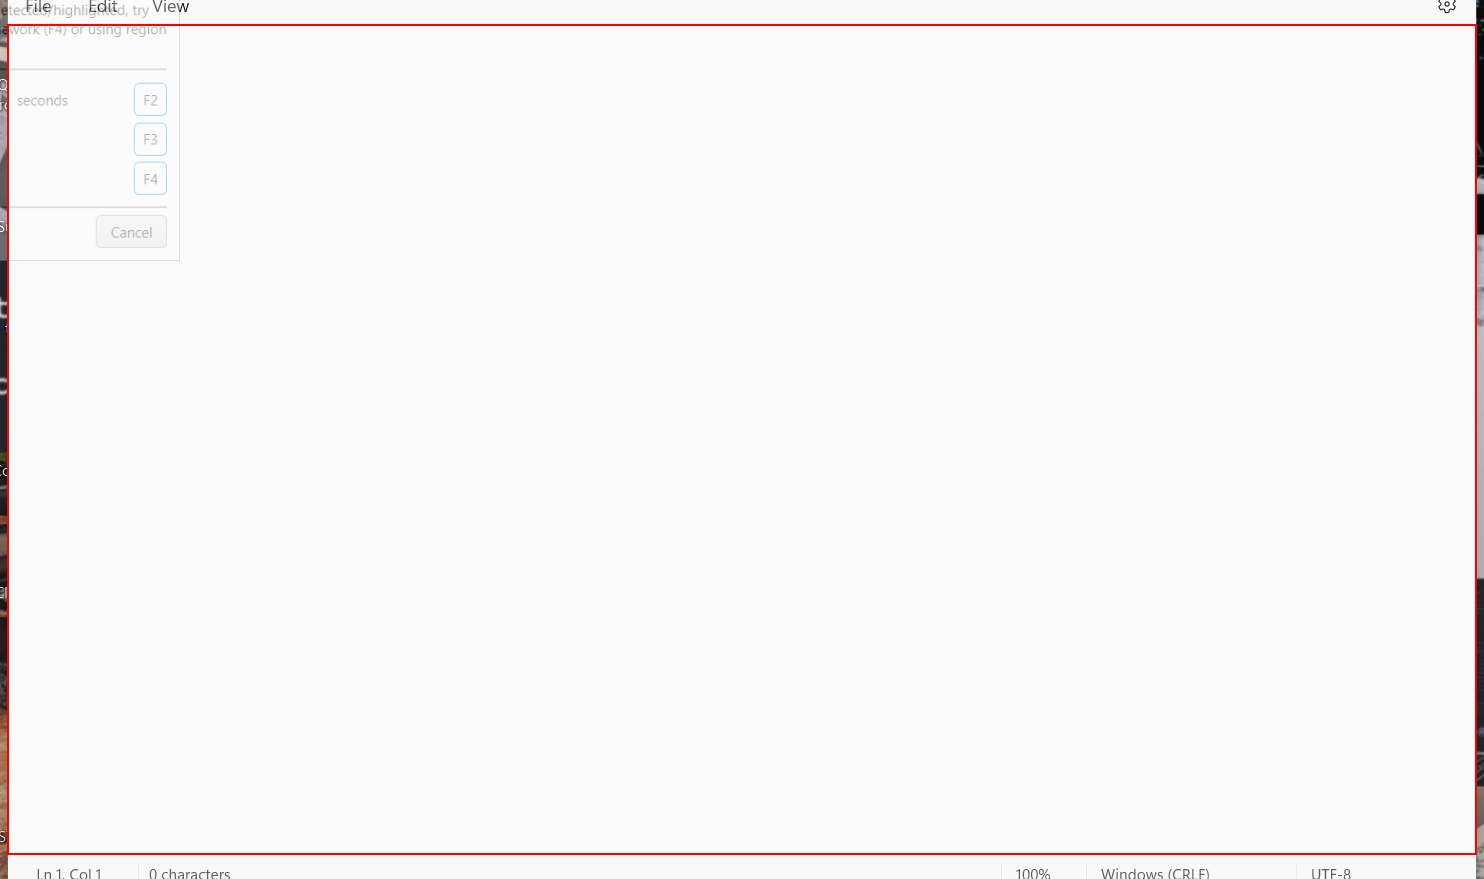 File Edit View
etected/highlighted, try
ework (F4) or using region
seconds F2
F3
F4
Cancel
Ln 1, Col 1 0 characters 100% Windows (CRLF) UTF-8